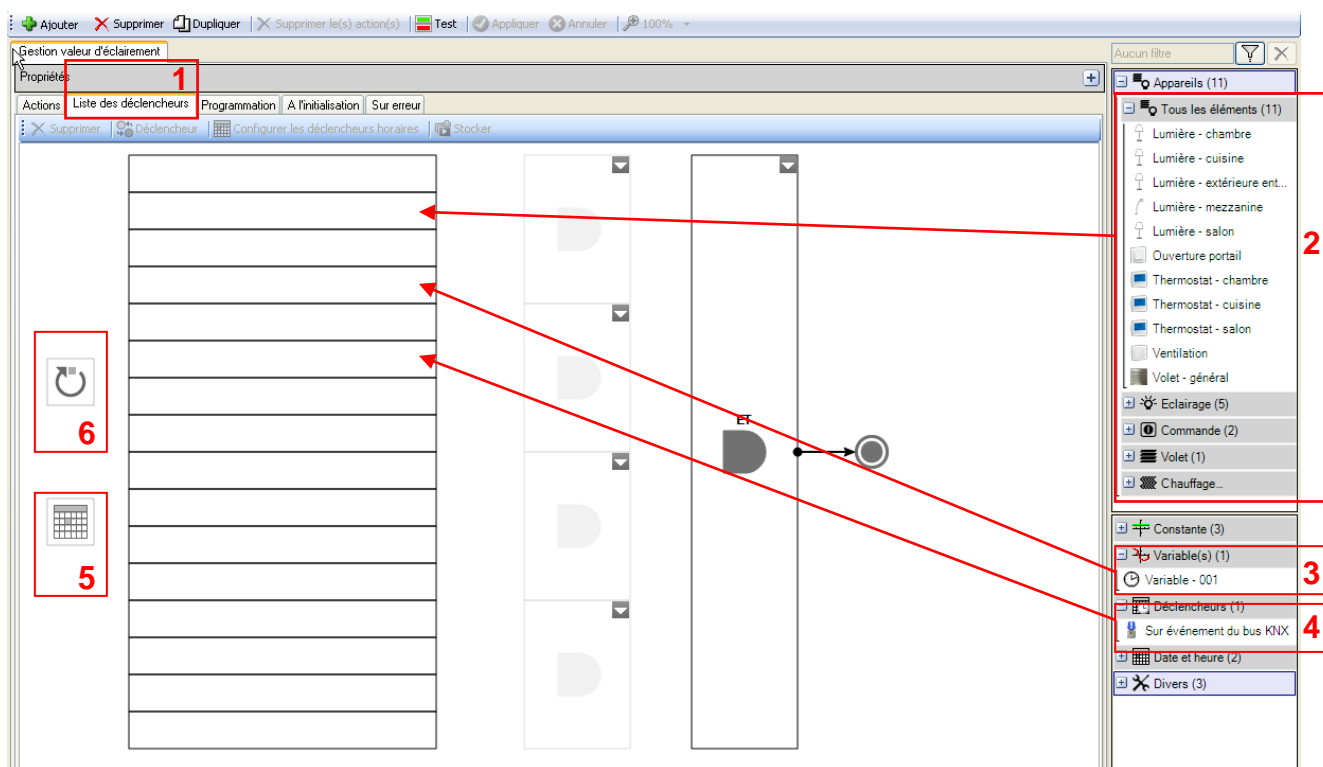 Ajouter Supprimer Dupliquer Supprimer le(s) action(s) Test Appliquer Annuler 100%
Gestion valeur d'éclairement
Propriétés
1
Actions Liste des déclencheurs Programmation A l'initialisation Sur erreur
Supprimer Déclencheur Configurer les déclencheurs horaires Stocker
ET
6
5
Aucun filtre
Appareils (11)
Tous les éléments (11)
Lumière - chambre
Lumière - cuisine
Lumière - extérieure ent...
Lumière - mezzanine
Lumière - salon
2
Ouverture portail
Thermostat - chambre
Thermostat - cuisine
Thermostat - salon
Ventilation
Volet - général
Eclairage (5)
Commande (2)
Volet (1)
Chauffage...
Constante (3)
Variable(s) (1)
Variable - 001
3
Déclencheurs (1)
Sur événement du bus KNX
4
Date et heure (2)
Divers (3)